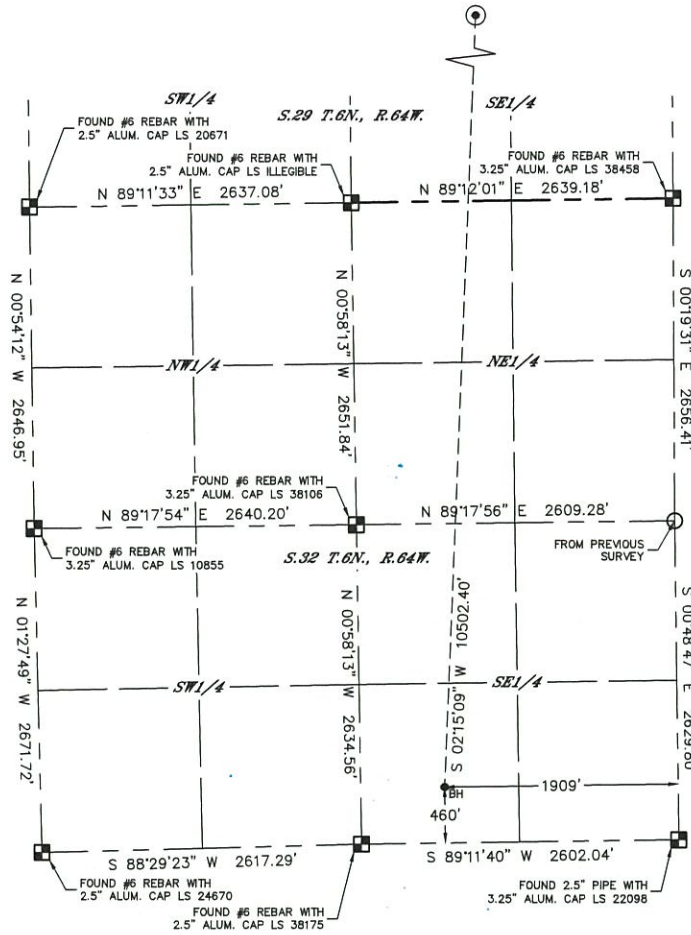 SW1/4
SE1/4
S.29 T.6N., R.64W.
FOUND #6 REBAR WITH
2.5" ALUM. CAP LS 20671
FOUND #6 REBAR WITH
2.5" ALUM. CAP LS ILLEGIBLE
FOUND #6 REBAR WITH
3.25" ALUM. CAP LS 38458
N 89°11'33" E 2637.08'
N 89°12'01" E 2639.18'
N 00°54'12" W 2646.95'
N 00°58'13" W 2651.84'
S 00°19'31" E 2656.41'
NW1/4
NE1/4
FOUND #6 REBAR WITH
3.25" ALUM. CAP LS 38106
N 89°17'54" E 2640.20'
N 89°17'56" E 2609.28'
FOUND #6 REBAR WITH
3.25" ALUM. CAP LS 10855
S.32 T.6N., R.64W.
FROM PREVIOUS
SURVEY
N 01°27'49" W 2671.72'
N 00°58'13" W 2634.56'
S 02°15'09" W 10502.40'
S 00°48'47" E 2629.80'
SW1/4
SE1/4
BH
1909'
460'
S 88°29'23" W 2617.29'
S 89°11'40" W 2602.04'
FOUND #6 REBAR WITH
2.5" ALUM. CAP LS 24670
FOUND #6 REBAR WITH
2.5" ALUM. CAP LS 38175
FOUND 2.5" PIPE WITH
3.25" ALUM. CAP LS 22098